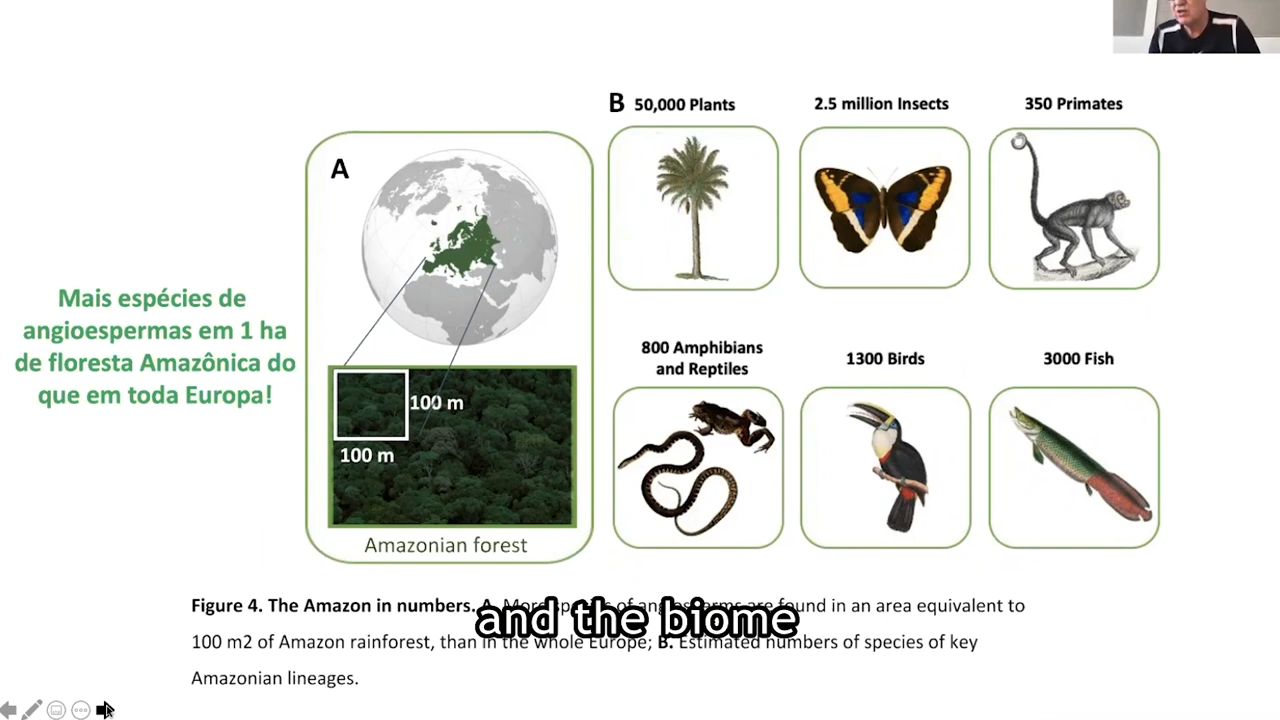 Mais espécies de
angioespermas em 1 ha
de floresta Amazônica do
que em toda Europa!
A
100 m
100 m
Amazonian forest
B
50,000 Plants
2.5 million Insects
350 Primates
800 Amphibians
and Reptiles
1300 Birds
3000 Fish
Figure 4. The Amazon in numbers. A. More species of angiosperms are found in an area equivalent to
100 m2 of Amazon rainforest, than in the whole Europe; B. Estimated numbers of species of key
Amazonian lineages.
and the biome